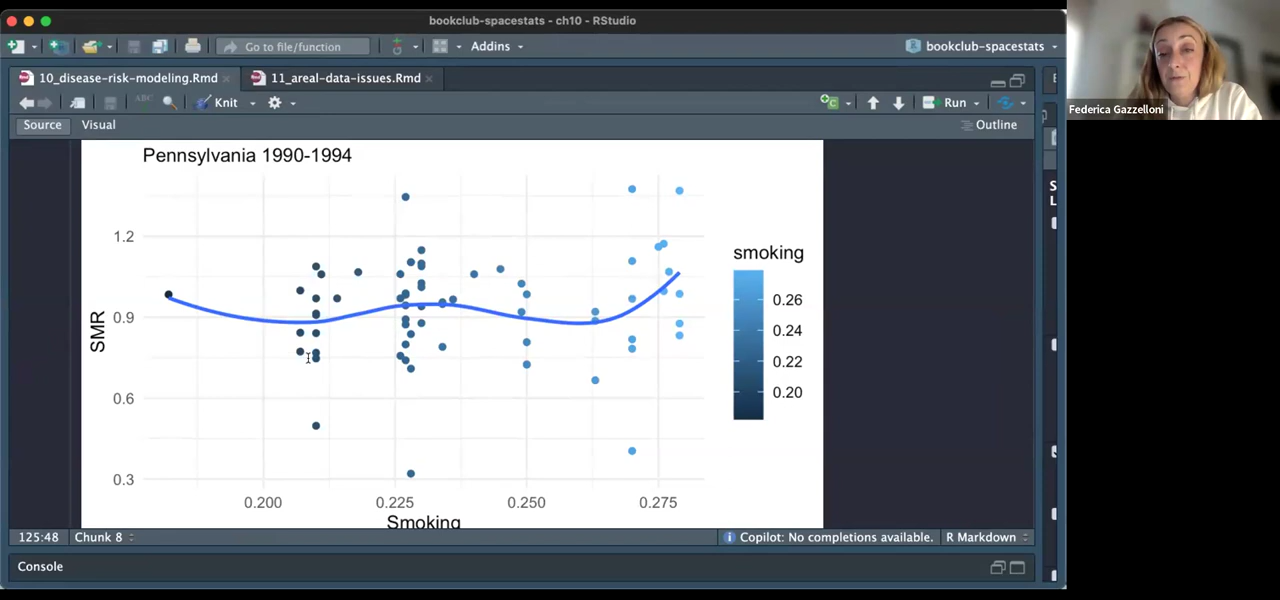 bookclub-spacestats - ch10 - RStudio
Go to file/function
Addins
bookclub-spacestats
10_disease-risk-modeling.Rmd
11_areal-data-issues.Rmd
ABC
Knit
Run
Source
Visual
Outline
Federica Gazzelloni
Pennsylvania 1990-1994
SMR
1.2
0.9
0.6
0.3
0.200
0.225
0.250
0.275
Smoking
smoking
0.26
0.24
0.22
0.20
S
L
125:48
Chunk 8
Copilot: No completions available.
R Markdown
Console